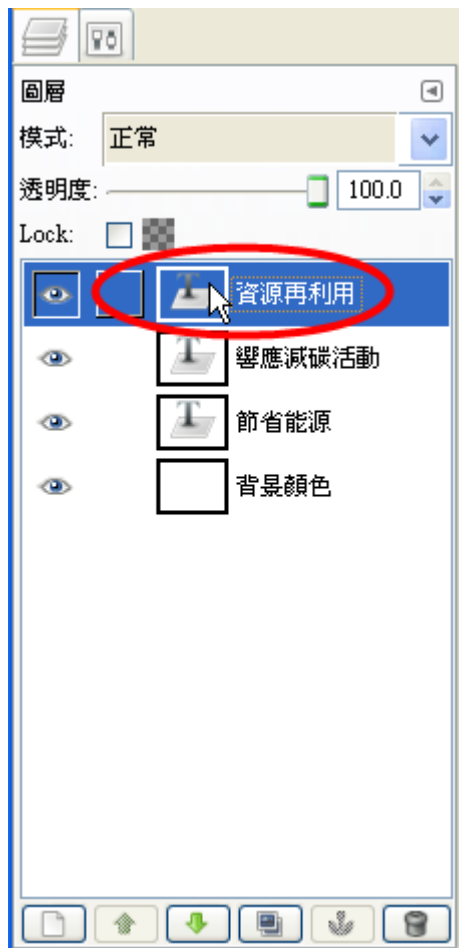 圖層
模式: 正常
透明度: 100.0
Lock:
資源再利用
響應減碳活動
節省能源
背景顏色